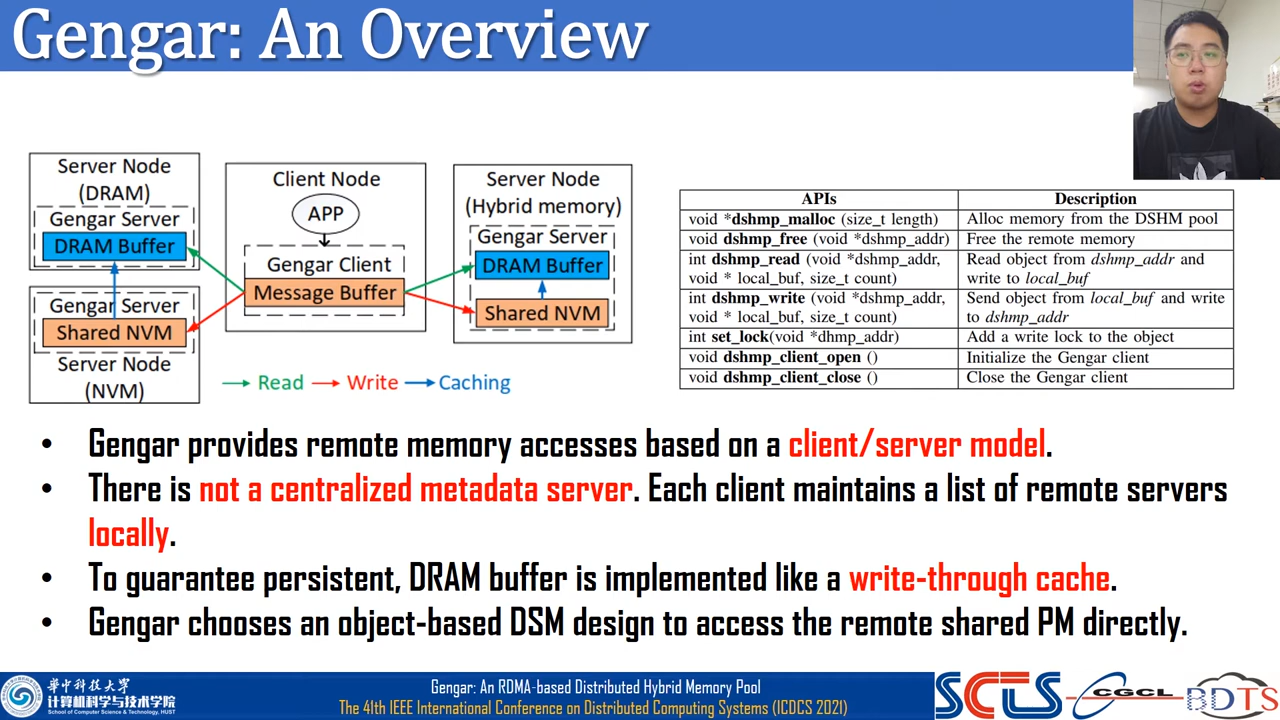 Gengar: An Overview
Server Node
(DRAM)
Gengar Server
DRAM Buffer
Gengar Server
Shared NVM
Server Node
(NVM)
Client Node
APP
Gengar Client
Message Buffer
Server Node
(Hybrid memory)
Gengar Server
DRAM Buffer
Shared NVM
Read
Write
Caching
APIs Description
void *dshmp_malloc (size_t length) Alloc memory from the DSHM pool
void dshmp_free (void *dshmp_addr) Free the remote memory
int dshmp_read (void *dshmp_addr, Read object from dshmp_addr and
void * local_buf, size_t count) write to local_buf
int dshmp_write (void *dshmp_addr, Send object from local_buf and write
void * local_buf, size_t count) to dshmp_addr
int set_lock(void *dhmp_addr) Add a write lock to the object
void dshmp_client_open () Initialize the Gengar client
void dshmp_client_close () Close the Gengar client
• Gengar provides remote memory accesses based on a client/server model.
• There is not a centralized metadata server. Each client maintains a list of remote servers
locally.
• To guarantee persistent, DRAM buffer is implemented like a write-through cache.
• Gengar chooses an object-based DSM design to access the remote shared PM directly.
华中科技大学
计算机科学与技术学院
School of Computer Science & Technology, HUST
Gengar: An RDMA-based Distributed Hybrid Memory Pool
The 41th IEEE International Conference on Distributed Computing Systems (ICDCS 2021)
SCTS
CGCL
BDTS